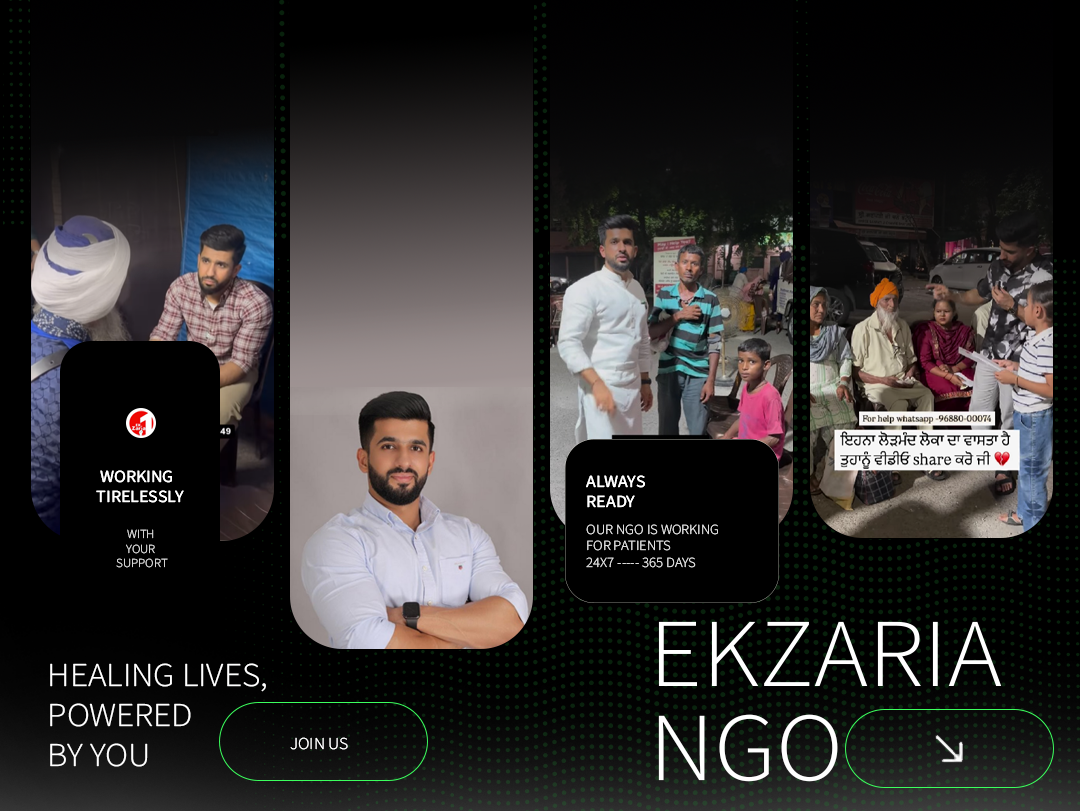 49
WORKING
TIRELESSLY
WITH
YOUR
SUPPORT
ALWAYS
READY
OUR NGO IS WORKING
FOR PATIENTS
24X7 ----- 365 DAYS
For help whatsapp -96880-00074
ਇਹਨਾ ਲੋੜਮੰਦ ਲੋਕਾ ਦਾ ਵਾਸਤਾ ਹੈ
ਤੁਹਾਨੂੰ ਵੀਡੀਓ share ਕਰੋ ਜੀ 💔
EKZARIA
NGO
HEALING LIVES,
POWERED
BY YOU
JOIN US